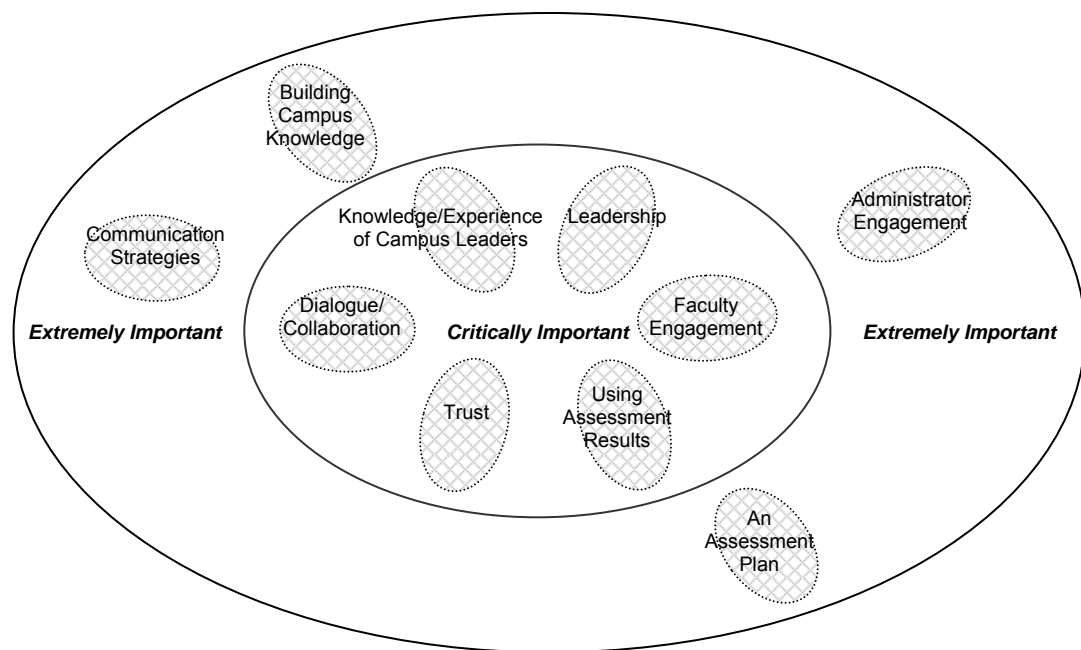 Building
Campus
Knowledge
Knowledge/Experience
of Campus Leaders
Leadership
Administrator
Engagement
Communication
Strategies
Dialogue/
Collaboration
Faculty
Engagement
Extremely Important
Critically Important
Extremely Important
Trust
Using
Assessment
Results
An
Assessment
Plan